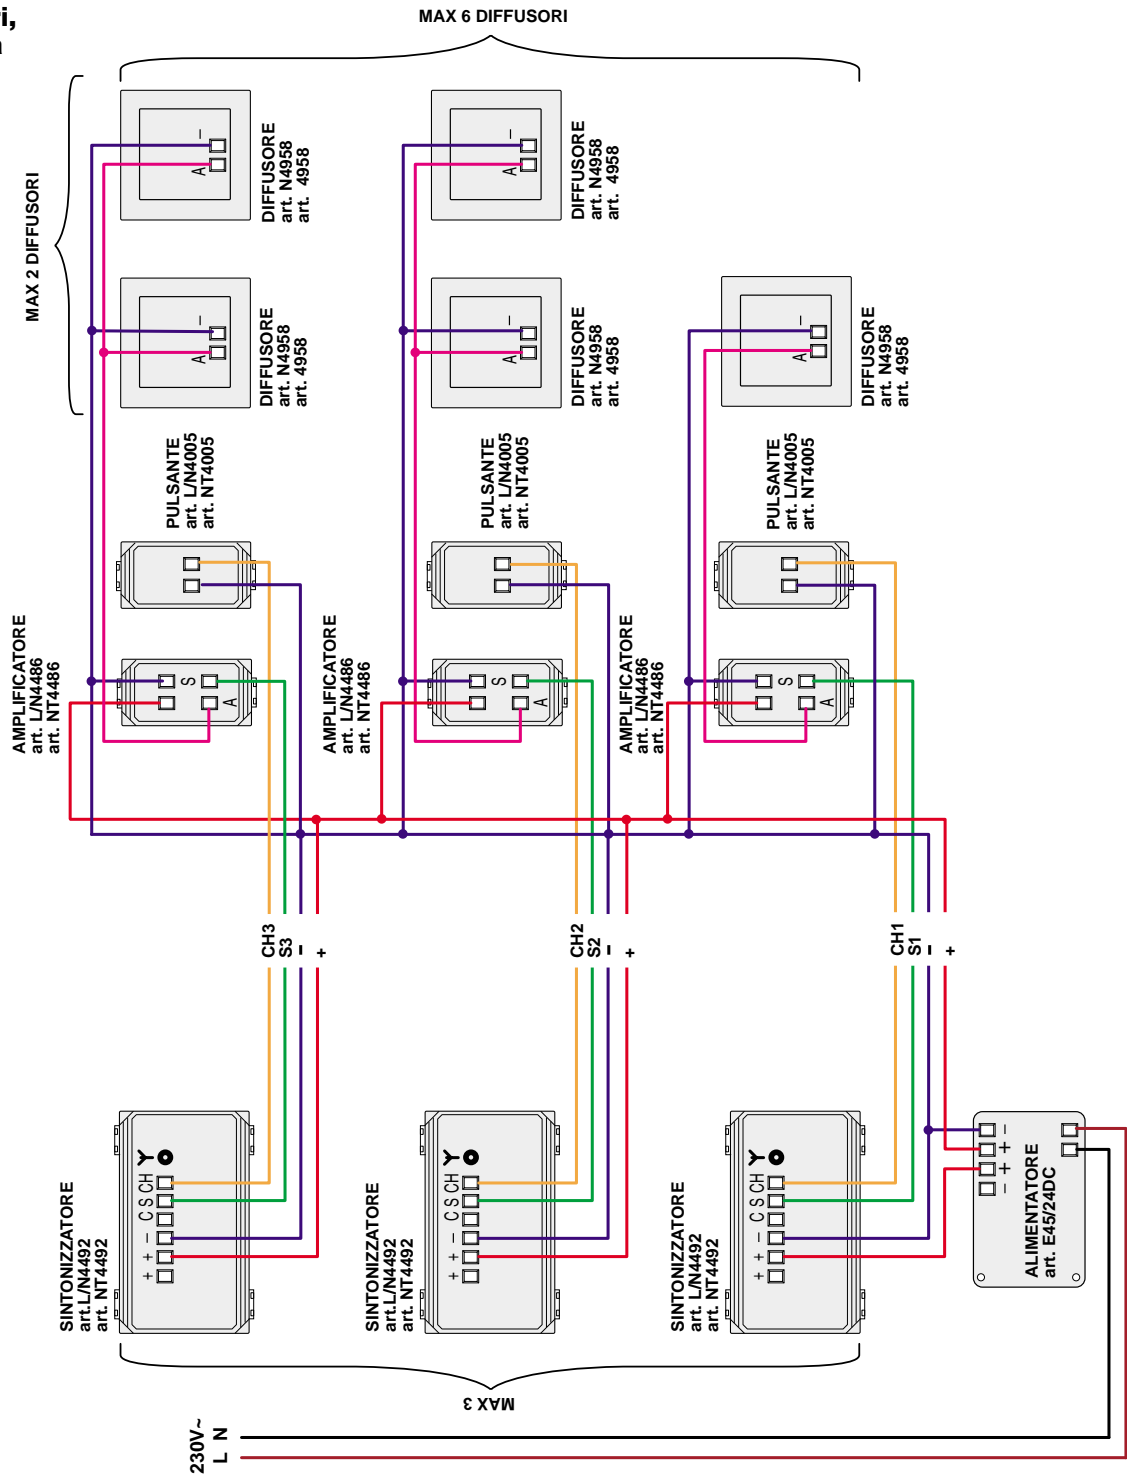 ri,
MAX 6 DIFFUSORI
MAX 2 DIFFUSORI
–
A
DIFFUSORE
art. N4958
art. 4958
–
A
DIFFUSORE
art. N4958
art. 4958
–
A
DIFFUSORE
art. N4958
art. 4958
–
A
DIFFUSORE
art. N4958
art. 4958
–
A
DIFFUSORE
art. N4958
art. 4958
PULSANTE
art. L/N4005
art. NT4005
PULSANTE
art. L/N4005
art. NT4005
PULSANTE
art. L/N4005
art. NT4005
AMPLIFICATORE
art. L/N4486
art. NT4486
S
A
AMPLIFICATORE
art. L/N4486
art. NT4486
S
A
AMPLIFICATORE
art. L/N4486
art. NT4486
S
A
CH3
S3
–
+
CH2
S2
–
+
CH1
S1
–
+
SINTONIZZATORE
art.L/N4492
art. NT4492
+ + – C S CH
SINTONIZZATORE
art.L/N4492
art. NT4492
+ + – C S CH
SINTONIZZATORE
art. L/N4492
art. NT4492
+ + – C S CH
– + + –
ALIMENTATORE
art. E45/24DC
MAX 3
230V~
L N